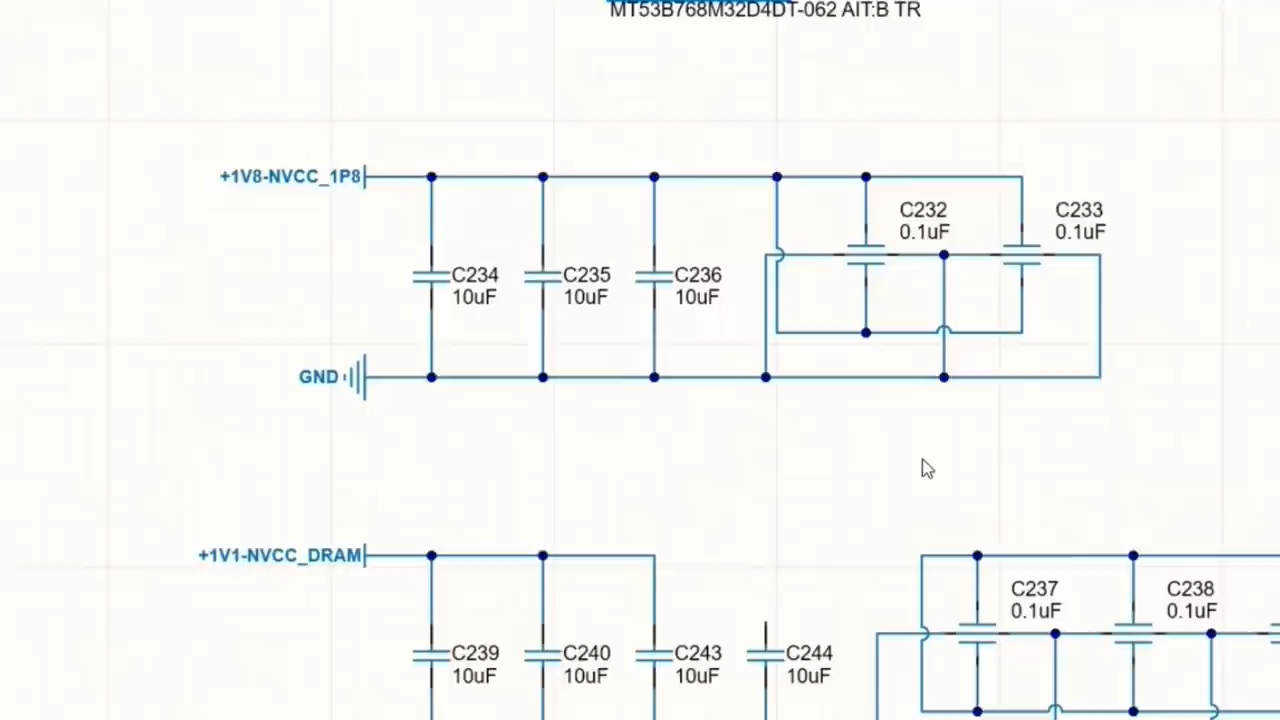 MT53B768M32D4DT-062 AIT:B TR
+1V8-NVCC_1P8
C232
0.1uF
C233
0.1uF
C234
10uF
C235
10uF
C236
10uF
GND
+1V1-NVCC_DRAM
C237
0.1uF
C238
0.1uF
C239
10uF
C240
10uF
C243
10uF
C244
10uF